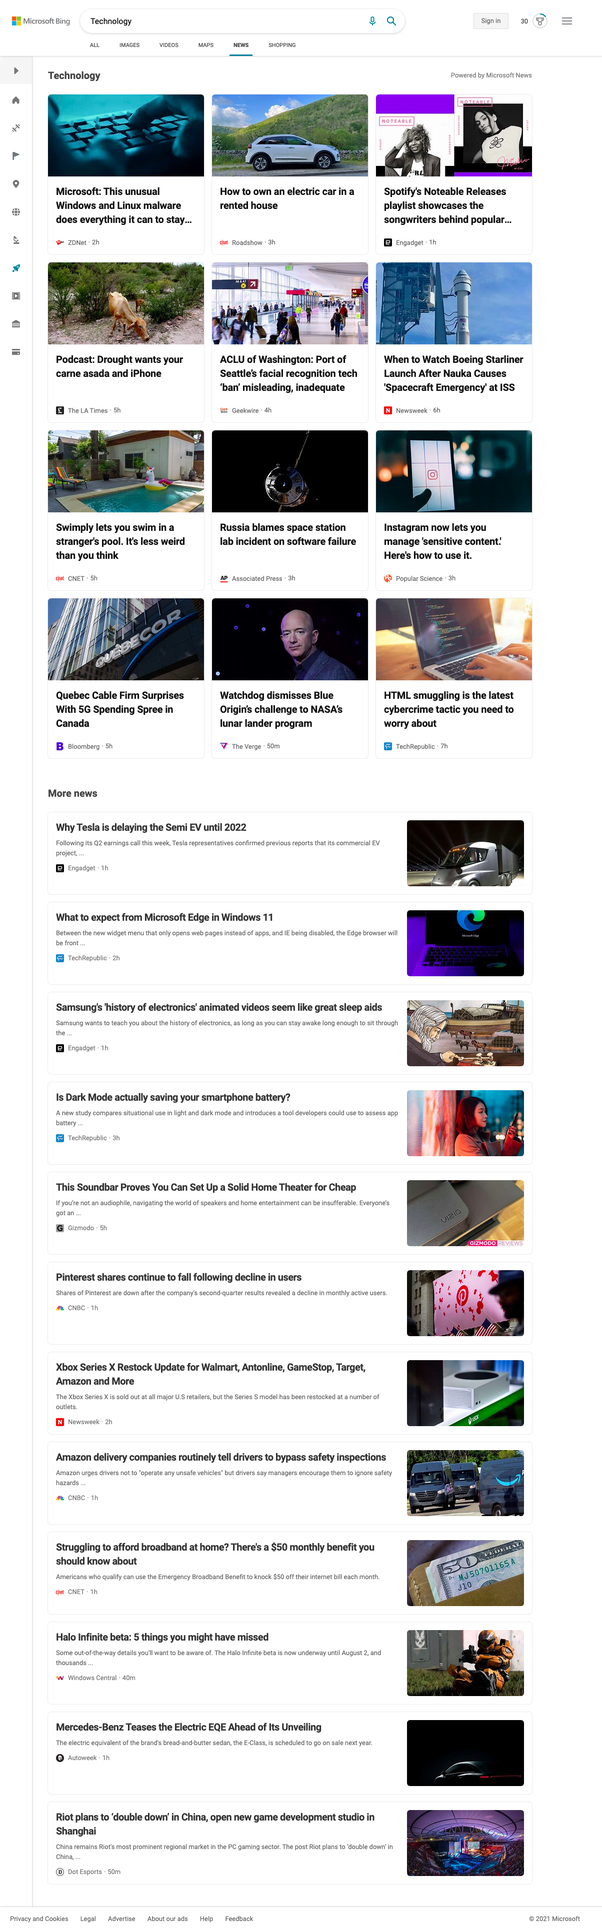 Microsoft Bing
Technology
Sign in
30
ALL
IMAGES
VIDEOS
MAPS
NEWS
SHOPPING
Technology
Powered by Microsoft News
NOTEABLE
NOTEABLE
Microsoft: This unusual
Windows and Linux malware
does everything it can to stay...
ZDNet · 2h
How to own an electric car in a
rented house
Roadshow · 3h
Spotify's Noteable Releases
playlist showcases the
songwriters behind popular...
Engadget · 1h
Podcast: Drought wants your
carne asada and iPhone
The LA Times · 5h
ACLU of Washington: Port of
Seattle's facial recognition tech
'ban' misleading, inadequate
Geekwire · 4h
When to Watch Boeing Starliner
Launch After Nauka Causes
'Spacecraft Emergency' at ISS
Newsweek · 6h
Swimply lets you swim in a
stranger's pool. It's less weird
than you think
CNET · 5h
Russia blames space station
lab incident on software failure
Associated Press · 3h
Instagram now lets you
manage 'sensitive content.'
Here's how to use it.
Popular Science · 3h
QUEBECOR
Quebec Cable Firm Surprises
With 5G Spending Spree in
Canada
Bloomberg · 5h
Watchdog dismisses Blue
Origin's challenge to NASA's
lunar lander program
The Verge · 50m
HTML smuggling is the latest
cybercrime tactic you need to
worry about
TechRepublic · 7h
More news
Why Tesla is delaying the Semi EV until 2022
Following its Q2 earnings call this week, Tesla representatives confirmed previous reports that its commercial EV
project, ...
Engadget · 1h
What to expect from Microsoft Edge in Windows 11
Between the new widget menu that only opens web pages instead of apps, and IE being disabled, the Edge browser will
be front ...
TechRepublic · 2h
Samsung's 'history of electronics' animated videos seem like great sleep aids
Samsung wants to teach you about the history of electronics, as long as you can stay awake long enough to sit through
the ...
Engadget · 1h
Is Dark Mode actually saving your smartphone battery?
A new study compares situational use in light and dark mode and introduces a tool developers could use to assess app
battery ...
TechRepublic · 3h
This Soundbar Proves You Can Set Up a Solid Home Theater for Cheap
If you're not an audiophile, navigating the world of speakers and home entertainment can be insufferable. Everyone's
got an ...
Gizmodo · 5h
VIZIO
GIZMODO REVIEWS
Pinterest shares continue to fall following decline in users
Shares of Pinterest are down after the company's second-quarter results revealed a decline in monthly active users.
CNBC · 1h
Xbox Series X Restock Update for Walmart, Antonline, GameStop, Target,
Amazon and More
The Xbox Series X is sold out at all major U.S retailers, but the Series S model has been restocked at a number of
outlets.
Newsweek · 2h
Amazon delivery companies routinely tell drivers to bypass safety inspections
Amazon urges drivers not to "operate any unsafe vehicles" but drivers say managers encourage them to ignore safety
hazards ...
CNBC · 1h
Struggling to afford broadband at home? There's a $50 monthly benefit you
should know about
Americans who qualify can use the Emergency Broadband Benefit to knock $50 off their internet bill each month.
CNET · 1h
MJ50701165A
J10
Halo Infinite beta: 5 things you might have missed
Some out-of-the-way details you'll want to be aware of. The Halo Infinite beta is now underway until August 2, and
thousands ...
Windows Central · 40m
Mercedes-Benz Teases the Electric EQE Ahead of Its Unveiling
The electric equivalent of the brand's bread-and-butter sedan, the E-Class, is scheduled to go on sale next year.
Autoweek · 1h
Riot plans to 'double down' in China, open new game development studio in
Shanghai
China remains Riot's most prominent regional market in the PC gaming sector. The post Riot plans to 'double down' in
China, ...
Dot Esports · 50m
Privacy and Cookies
Legal
Advertise
About our ads
Help
Feedback
© 2021 Microsoft